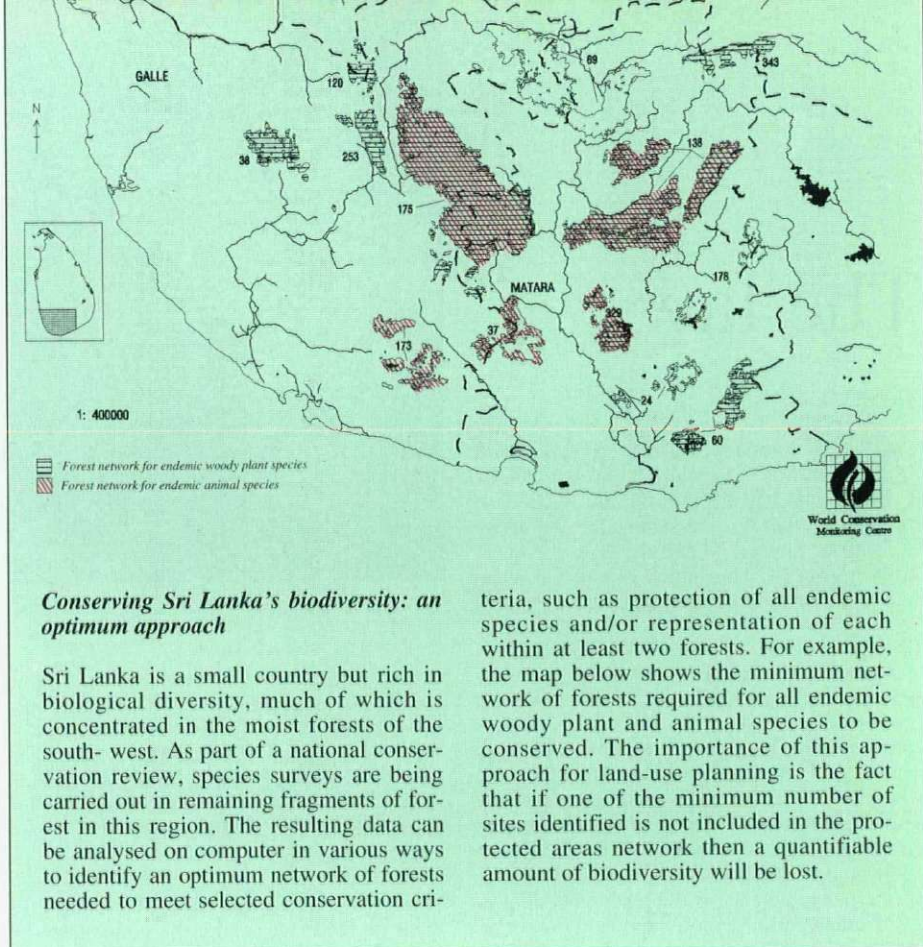 GALLE
120
69
343
N
38
253
138
175
178
MATARA
329
37
173
24
60
1: 400000
Forest network for endemic woody plant species
Forest network for endemic animal species
World Conservation
Monitoring Centre
Conserving Sri Lanka's biodiversity: an
optimum approach
Sri Lanka is a small country but rich in
biological diversity, much of which is
concentrated in the moist forests of the
south- west. As part of a national conser-
vation review, species surveys are being
carried out in remaining fragments of for-
est in this region. The resulting data can
be analysed on computer in various ways
to identify an optimum network of forests
needed to meet selected conservation cri-
teria, such as protection of all endemic
species and/or representation of each
within at least two forests. For example,
the map below shows the minimum net-
work of forests required for all endemic
woody plant and animal species to be
conserved. The importance of this ap-
proach for land-use planning is the fact
that if one of the minimum number of
sites identified is not included in the pro-
tected areas network then a quantifiable
amount of biodiversity will be lost.